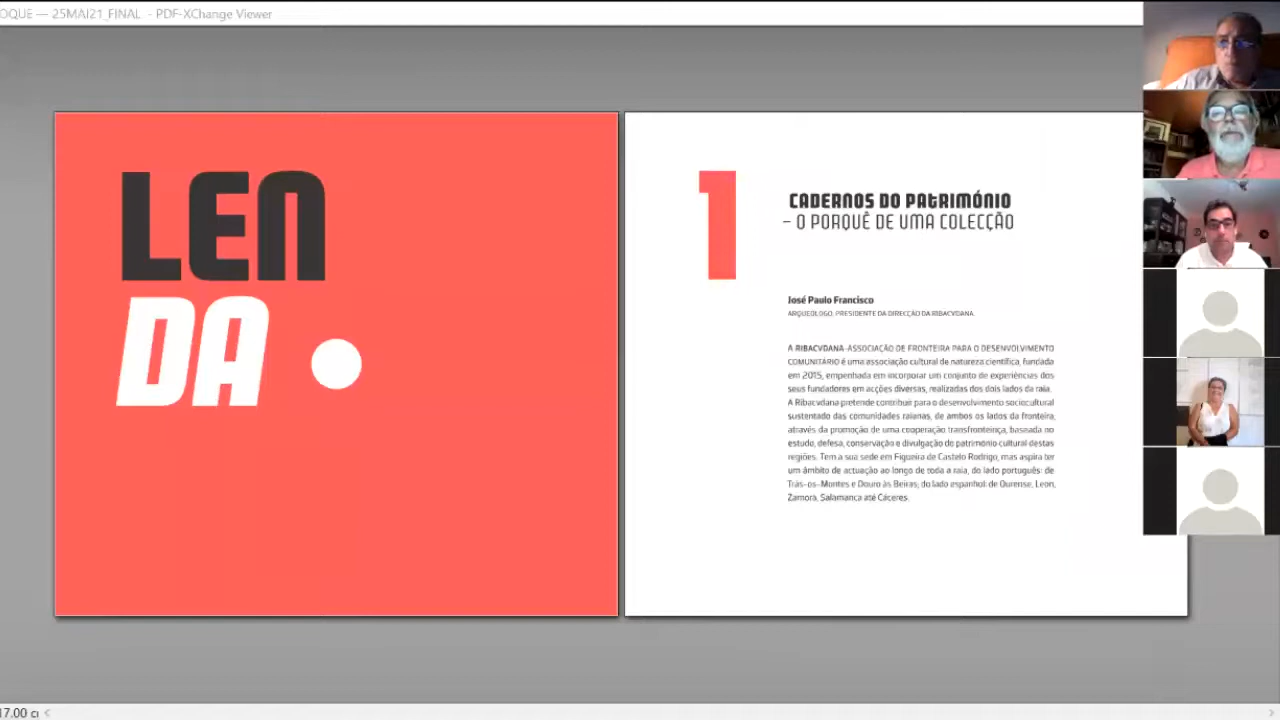 OQUE — 25MAI21_FINAL - PDF-XChange Viewer
LEN
DA
1
CADERNOS DO PATRIMÓNIO
– O PORQUÊ DE UMA COLECÇÃO
José Paulo Francisco
ARQUEÓLOGO. PRESIDENTE DA DIRECÇÃO DA RIBACVDANA.
A RIBACVDANA-ASSOCIAÇÃO DE FRONTEIRA PARA O DESENVOLVIMENTO
COMUNITÁRIO é uma associação cultural de natureza científica, fundada
em 2015, empenhada em incorporar um conjunto de experiências dos
seus fundadores em acções diversas, realizadas dos dois lados da raia.
A Ribacvdana pretende contribuir para o desenvolvimento sociocultural
sustentado das comunidades raianas, de ambos os lados da fronteira,
através da promoção de uma cooperação transfronteiriça, baseada no
estudo, defesa, conservação e divulgação do património cultural destas
regiões. Tem a sua sede em Figueira de Castelo Rodrigo, mas aspira ter
um âmbito de actuação ao longo de toda a raia, do lado português: de
Trás-os-Montes e Douro às Beiras; do lado espanhol: de Ourense, Leon,
Zamora, Salamanca até Cáceres.
17.00 c